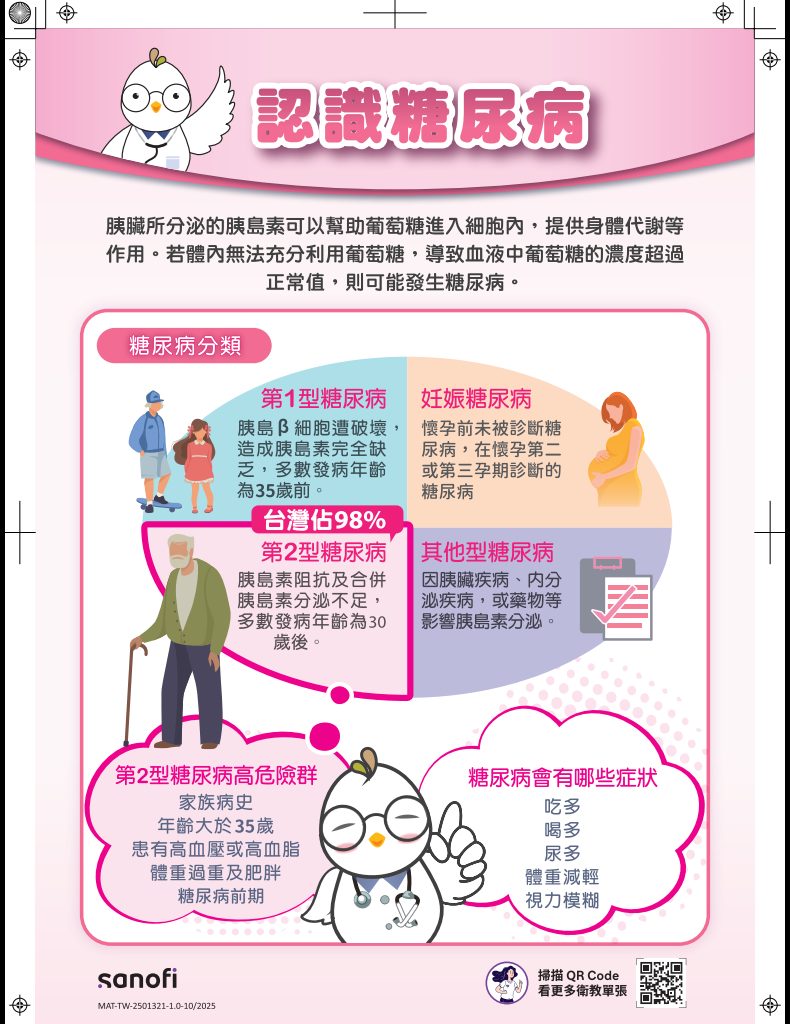 認識糖尿病
胰臟所分泌的胰島素可以幫助葡萄糖進入細胞內，提供身體代謝等
作用。若體內無法充分利用葡萄糖，導致血液中葡萄糖的濃度超過
正常值，則可能發生糖尿病。
糖尿病分類
第1型糖尿病
胰島β細胞遭破壞，
造成胰島素完全缺
乏，多數發病年齡
為35歲前。
妊娠糖尿病
懷孕前未被診斷糖
尿病，在懷孕第二
或第三孕期診斷的
糖尿病
台灣佔98%
第2型糖尿病
胰島素阻抗及合併
胰島素分泌不足，
多數發病年齡為30
歲後。
其他型糖尿病
因胰臟疾病、內分
泌疾病，或藥物等
影響胰島素分泌。
第2型糖尿病高危險群
家族病史
年齡大於35歲
患有高血壓或高血脂
體重過重及肥胖
糖尿病前期
糖尿病會有哪些症狀
吃多
喝多
尿多
體重減輕
視力模糊
sanofi
MAT-TW-2501321-1.0-10/2025
掃描 QR Code
看更多衛教單張